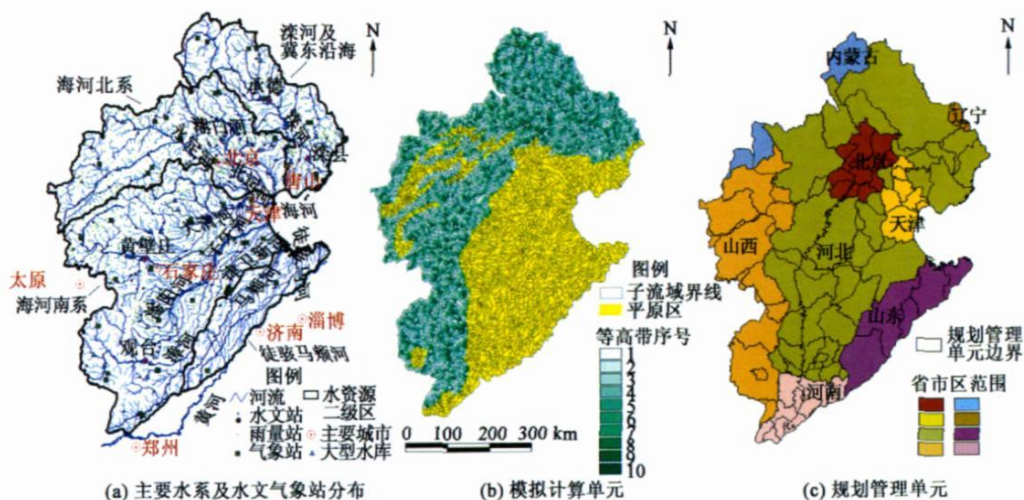 滦河及
冀东沿海
N
海河北系
承德
北京
唐山
天津
海河
黄壁庄
石家庄
太原
海河南系
观台
济南
淄博
徒骇马颊河
黄河
郑州
图例
河流
水文站
雨量站
气象站
水资源
二级区
主要城市
大型水库
(a) 主要水系及水文气象站分布
N
图例
子流域界线
平原区
等高带序号
1
2
3
4
5
6
7
8
9
10
0 100 200 300 km
(b) 模拟计算单元
N
内蒙古
辽宁
北京
天津
山西
河北
山东
河南
规划管理
单元边界
省市区范围
(c) 规划管理单元